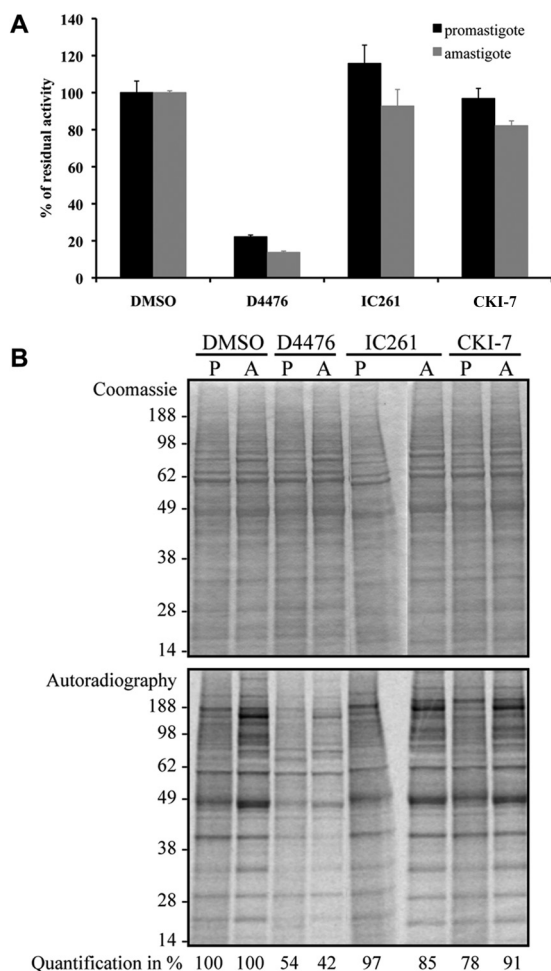 A
% of residual activity
140
120
100
80
60
40
20
0
promastigote
amastigote
DMSO D4476 IC261 CKI-7
B
DMSO D4476 IC261 CKI-7
P A P A P A P A
Coomassie
188 -
98 -
62 -
49 -
38 -
28 -
14 -
Autoradiography
188 -
98 -
62 -
49 -
38 -
28 -
14 -
Quantification in % 100 100 54 42 97 85 78 91